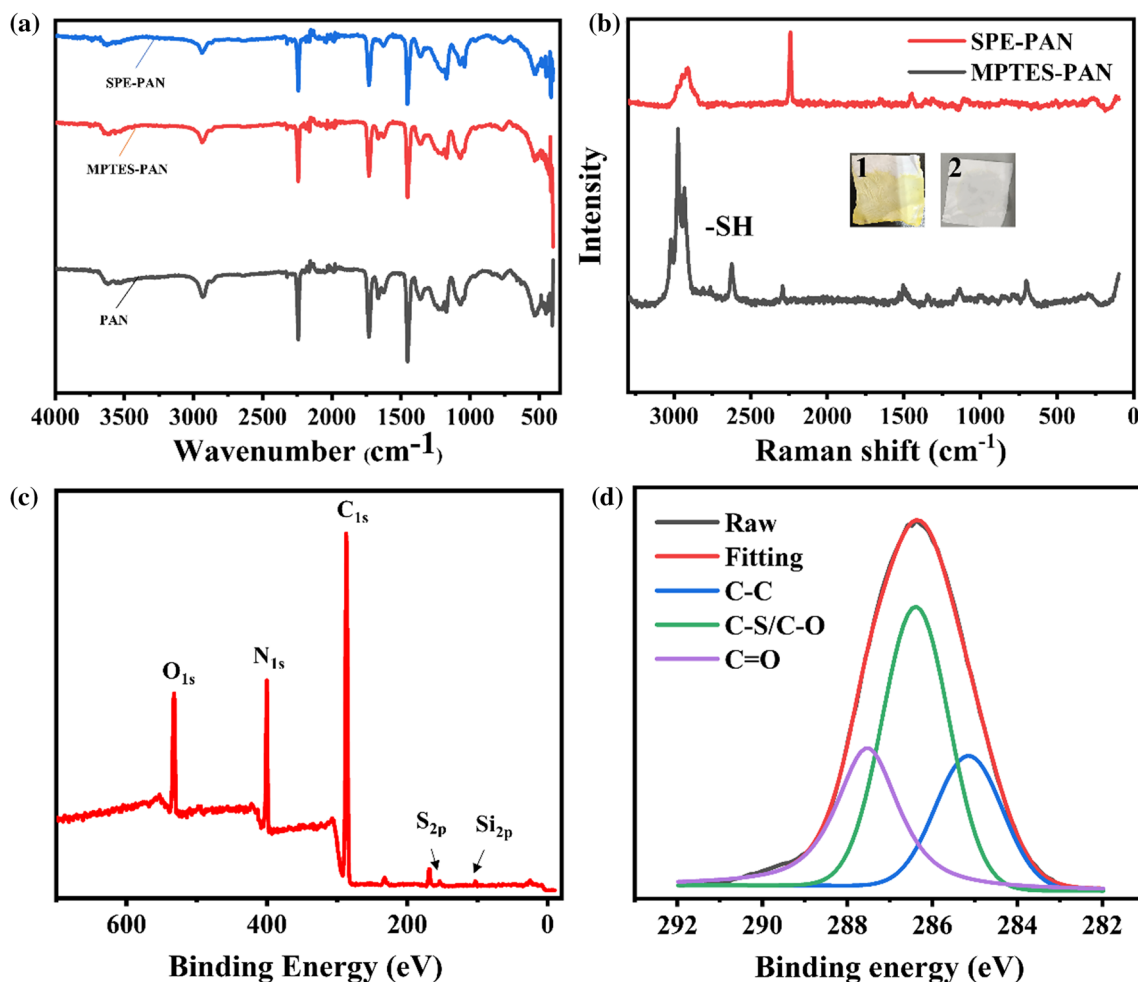 (a)
SPE-PAN
MPTES-PAN
PAN
4000 3500 3000 2500 2000 1500 1000 500
Wavenumber (cm-1)
(b)
SPE-PAN
MPTES-PAN
1 2
-SH
Intensity
3000 2500 2000 1500 1000 500 0
Raman shift (cm-1)
(c)
C1s
O1s
N1s
S2p
Si2p
600 400 200 0
Binding Energy (eV)
(d)
Raw
Fitting
C-C
C-S/C-O
C=O
292 290 288 286 284 282
Binding energy (eV)